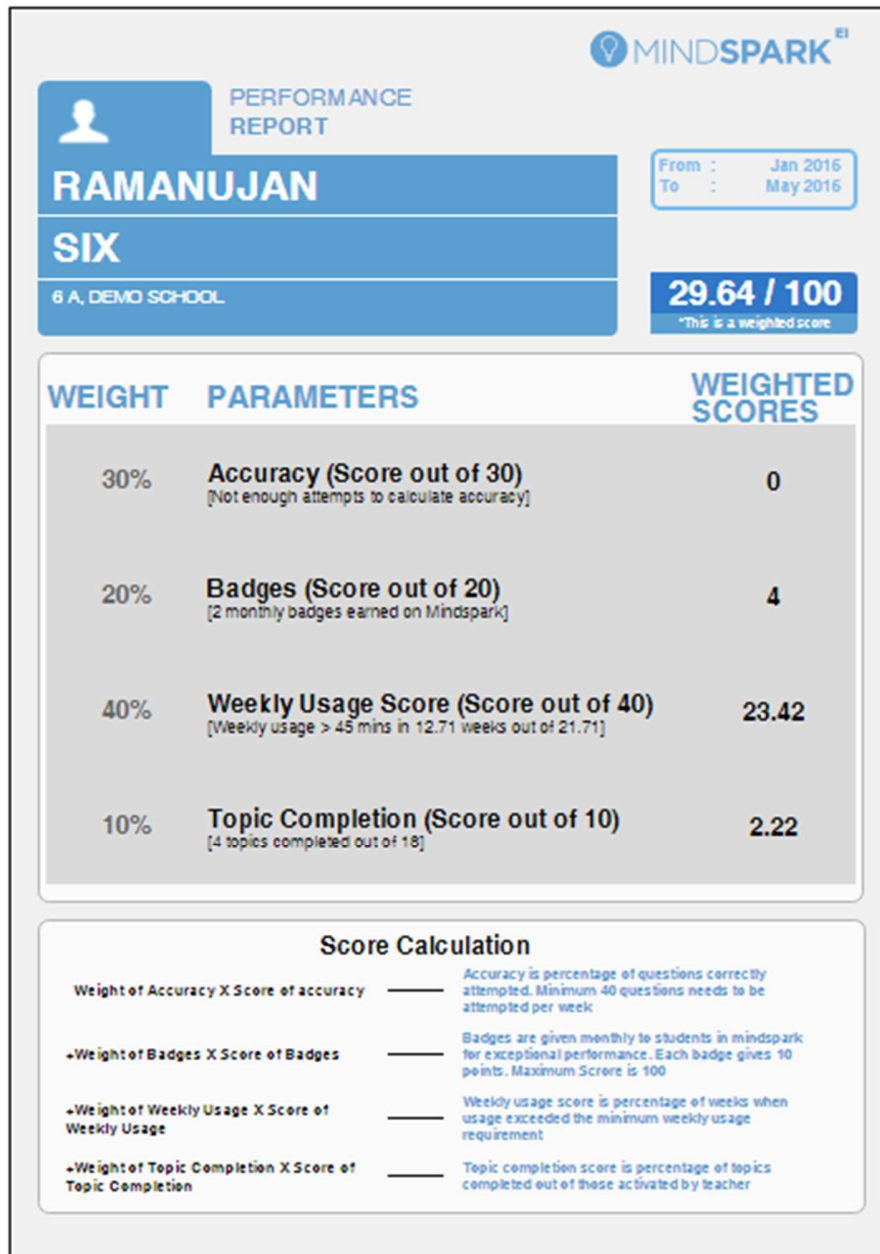 MINDSPARK EI
PERFORMANCE
REPORT
RAMANUJAN
SIX
6 A, DEMO SCHOOL
From : Jan 2016
To : May 2016
29.64 / 100
*This is a weighted score
WEIGHT PARAMETERS WEIGHTED
SCORES
30% Accuracy (Score out of 30) 0
[Not enough attempts to calculate accuracy]
20% Badges (Score out of 20) 4
[2 monthly badges earned on Mindspark]
40% Weekly Usage Score (Score out of 40) 23.42
[Weekly usage > 45 mins in 12.71 weeks out of 21.71]
10% Topic Completion (Score out of 10) 2.22
[4 topics completed out of 18]
Score Calculation
Weight of Accuracy X Score of accuracy
Accuracy is percentage of questions correctly
attempted. Minimum 40 questions needs to be
attempted per week
+Weight of Badges X Score of Badges
Badges are given monthly to students in mindspark
for exceptional performance. Each badge gives 10
points. Maximum Scrore is 100
+Weight of Weekly Usage X Score of
Weekly Usage
Weekly usage score is percentage of weeks when
usage exceeded the minimum weekly usage
requirement
+Weight of Topic Completion X Score of
Topic Completion
Topic completion score is percentage of topics
completed out of those activated by teacher